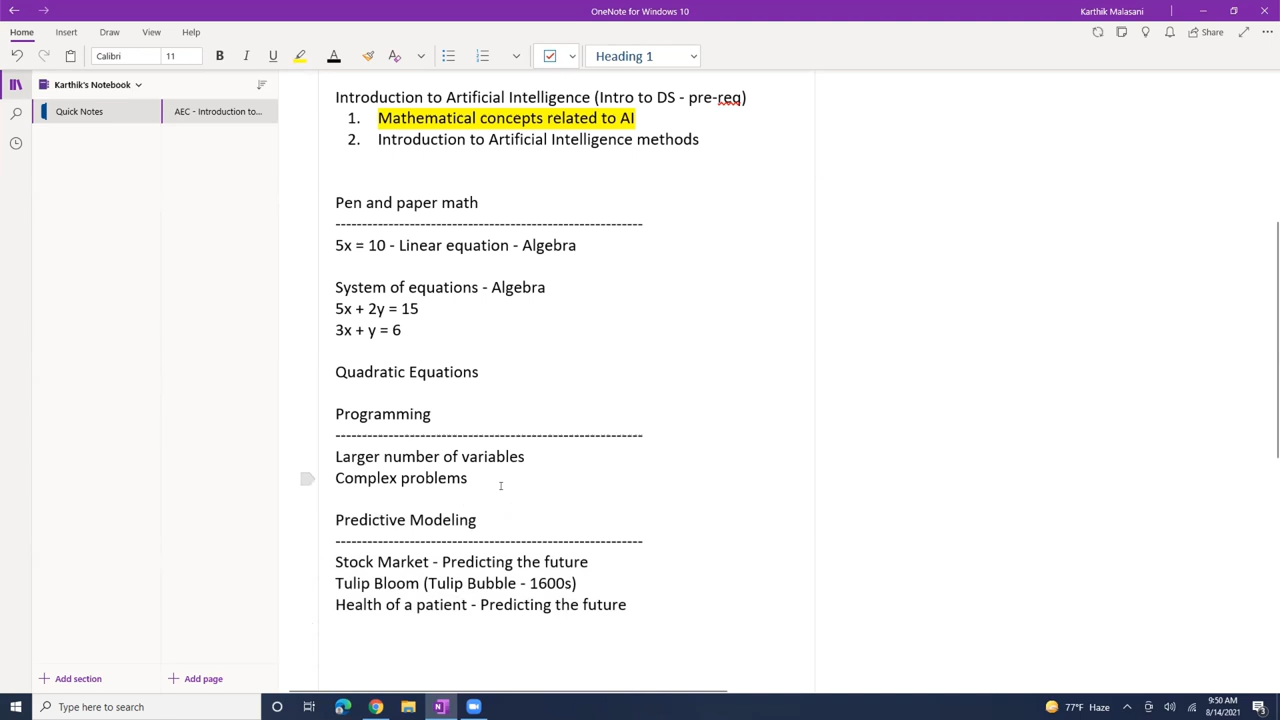 OneNote for Windows 10
Karthik Malasani
Home Insert Draw View Help
Share
Calibri 11 B I U A Heading 1
Karthik's Notebook
Quick Notes
AEC - Introduction to...
Introduction to Artificial Intelligence (Intro to DS - pre-req)
1. Mathematical concepts related to AI
2. Introduction to Artificial Intelligence methods
Pen and paper math
----------------------------------------------------------
5x = 10 - Linear equation - Algebra
System of equations - Algebra
5x + 2y = 15
3x + y = 6
Quadratic Equations
Programming
----------------------------------------------------------
Larger number of variables
Complex problems
Predictive Modeling
----------------------------------------------------------
Stock Market - Predicting the future
Tulip Bloom (Tulip Bubble - 1600s)
Health of a patient - Predicting the future
Add section
Add page
Type here to search
77°F Haze
9:50 AM
8/14/2021
3